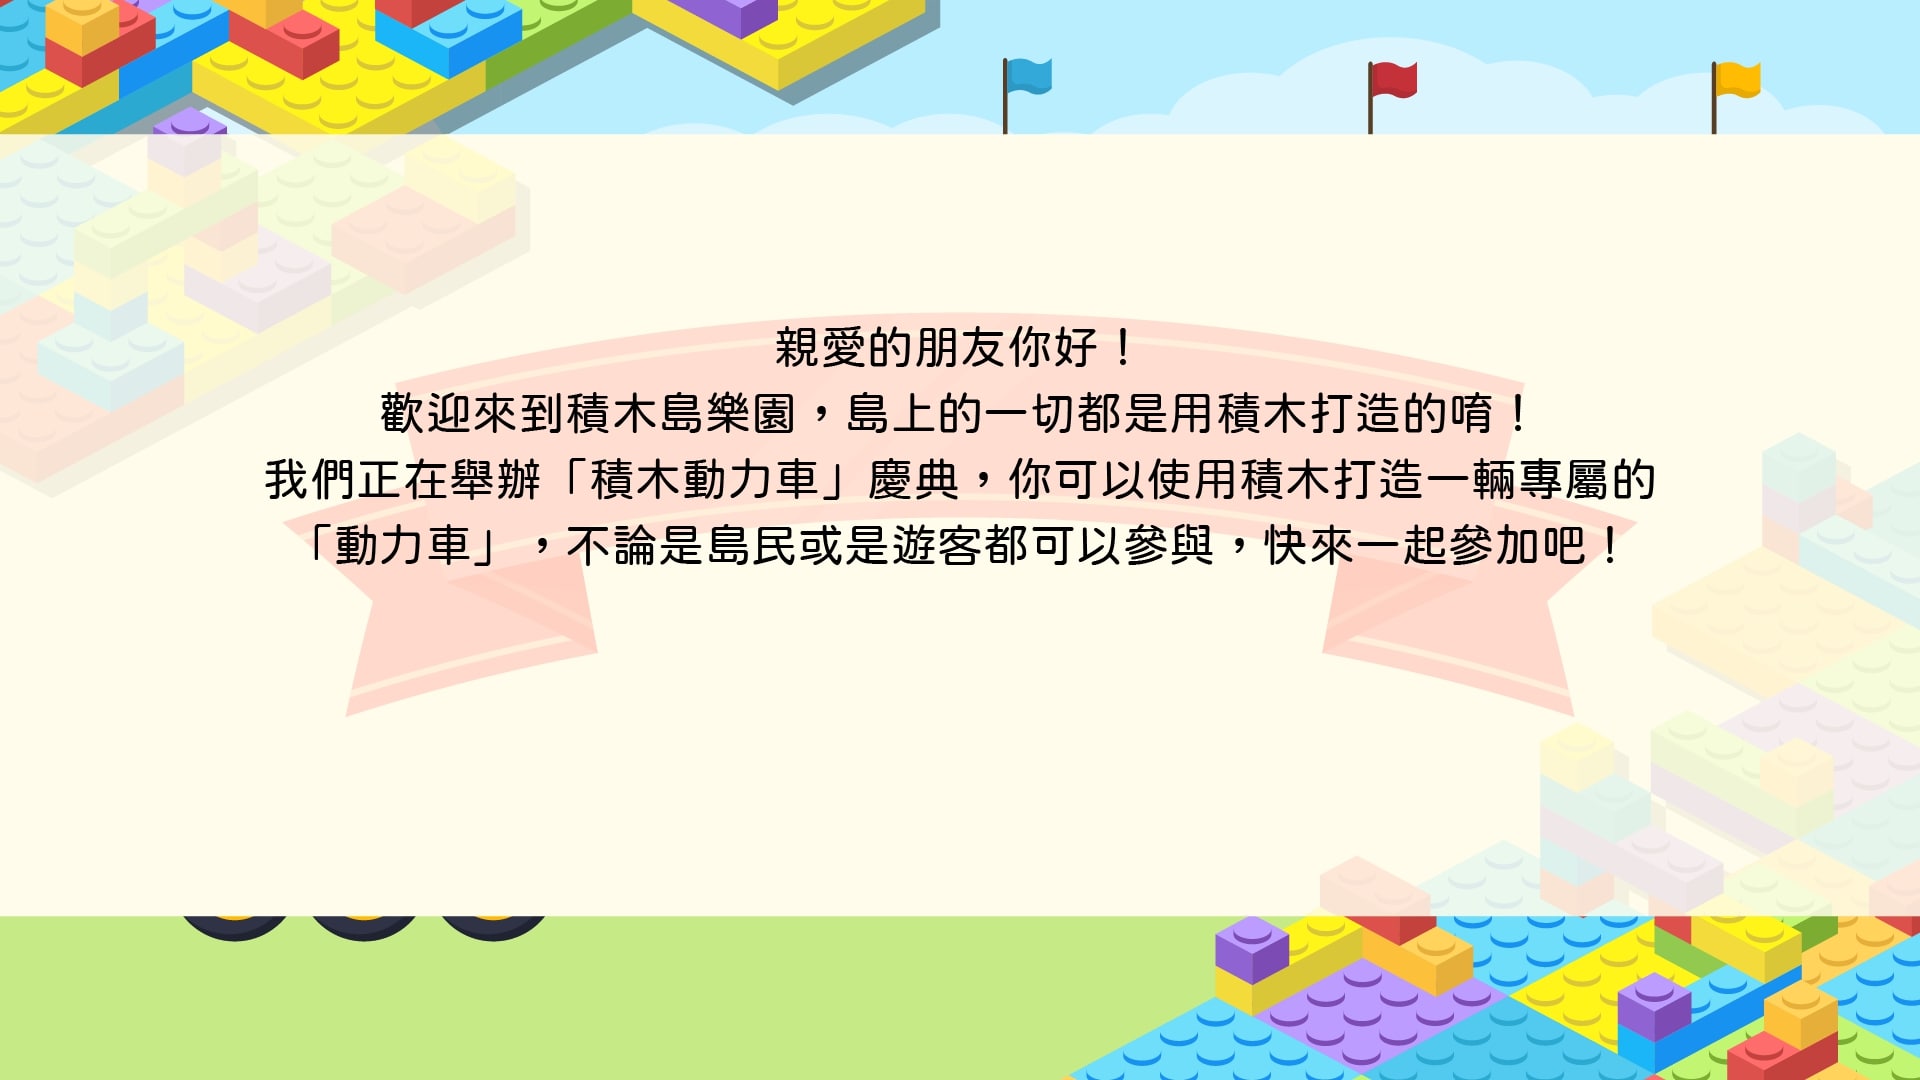 親愛的朋友你好！
歡迎來到積木島樂園，島上的一切都是用積木打造的唷！
我們正在舉辦「積木動力車」慶典，你可以使用積木打造一輛專屬的
「動力車」，不論是島民或是遊客都可以參與，快來一起參加吧！